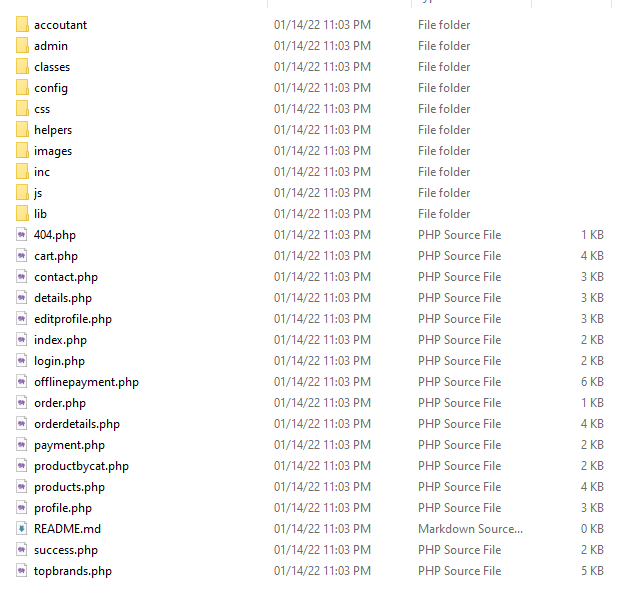 accoutant 01/14/22 11:03 PM File folder
admin 01/14/22 11:03 PM File folder
classes 01/14/22 11:03 PM File folder
config 01/14/22 11:03 PM File folder
css 01/14/22 11:03 PM File folder
helpers 01/14/22 11:03 PM File folder
images 01/14/22 11:03 PM File folder
inc 01/14/22 11:03 PM File folder
js 01/14/22 11:03 PM File folder
lib 01/14/22 11:03 PM File folder
404.php 01/14/22 11:03 PM PHP Source File 1 KB
cart.php 01/14/22 11:03 PM PHP Source File 4 KB
contact.php 01/14/22 11:03 PM PHP Source File 3 KB
details.php 01/14/22 11:03 PM PHP Source File 3 KB
editprofile.php 01/14/22 11:03 PM PHP Source File 3 KB
index.php 01/14/22 11:03 PM PHP Source File 2 KB
login.php 01/14/22 11:03 PM PHP Source File 2 KB
offlinepayment.php 01/14/22 11:03 PM PHP Source File 6 KB
order.php 01/14/22 11:03 PM PHP Source File 1 KB
orderdetails.php 01/14/22 11:03 PM PHP Source File 4 KB
payment.php 01/14/22 11:03 PM PHP Source File 2 KB
productbycat.php 01/14/22 11:03 PM PHP Source File 2 KB
products.php 01/14/22 11:03 PM PHP Source File 4 KB
profile.php 01/14/22 11:03 PM PHP Source File 3 KB
README.md 01/14/22 11:03 PM Markdown Source... 0 KB
success.php 01/14/22 11:03 PM PHP Source File 2 KB
topbrands.php 01/14/22 11:03 PM PHP Source File 5 KB